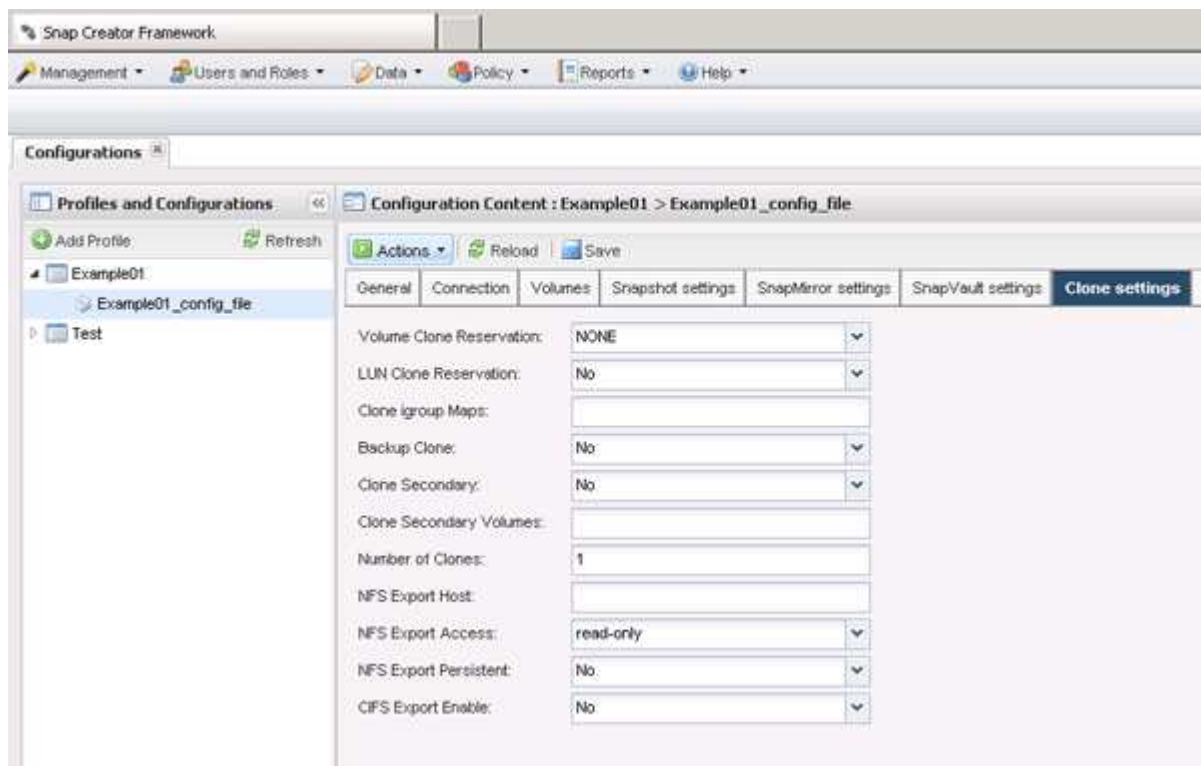 Snap Creator Framework
Management Users and Roles Data Policy Reports Help
Configurations
Profiles and Configurations
Add Profile Refresh
Example01
Example01_config_file
Test
Configuration Content : Example01 > Example01_config_file
Actions Reload Save
General Connection Volumes Snapshot settings SnapMirror settings SnapVault settings Clone settings
Volume Clone Reservation: NONE
LUN Clone Reservation: No
Clone igroup Maps:
Backup Clone: No
Clone Secondary: No
Clone Secondary Volumes:
Number of Clones: 1
NFS Export Host:
NFS Export Access: read-only
NFS Export Persistent: No
CIFS Export Enable: No